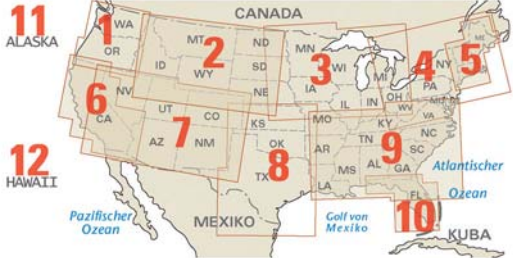 CANADA
11
ALASKA
1
WA
OR
MT
2
ID
WY
ND
SD
NE
MN
3
WI
IA
IL
IN
MI
OH
4
NY
PA
ME
5
6
NV
CA
UT
CO
7
AZ
NM
KS
OK
8
TX
MO
AR
LA
KY
WV
VA
TN
9
NC
SC
MS
AL
GA
FL
10
12
HAWAII
Atlantischer
Ozean
Pazifischer
Ozean
MEXIKO
Golf von
Mexiko
KUBA